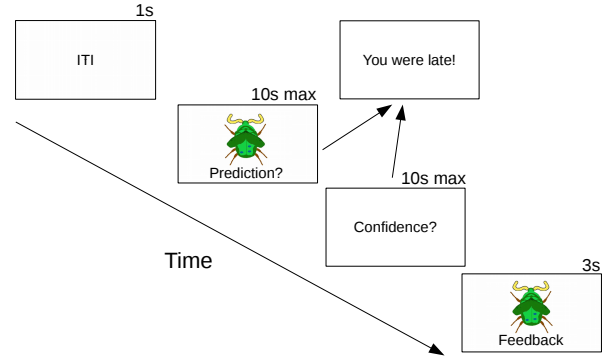 1s
ITI
You were late!
10s max
Prediction?
10s max
Confidence?
Time
3s
Feedback